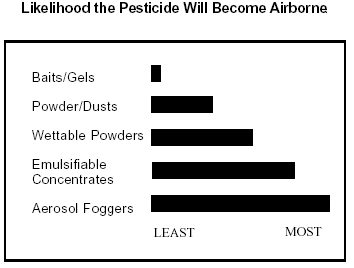 Likelihood the Pesticide Will Become Airborne
Baits/Gels
Powder/Dusts
Wettable Powders
Emulsifiable
Concentrates
Aerosol Foggers
LEAST MOST